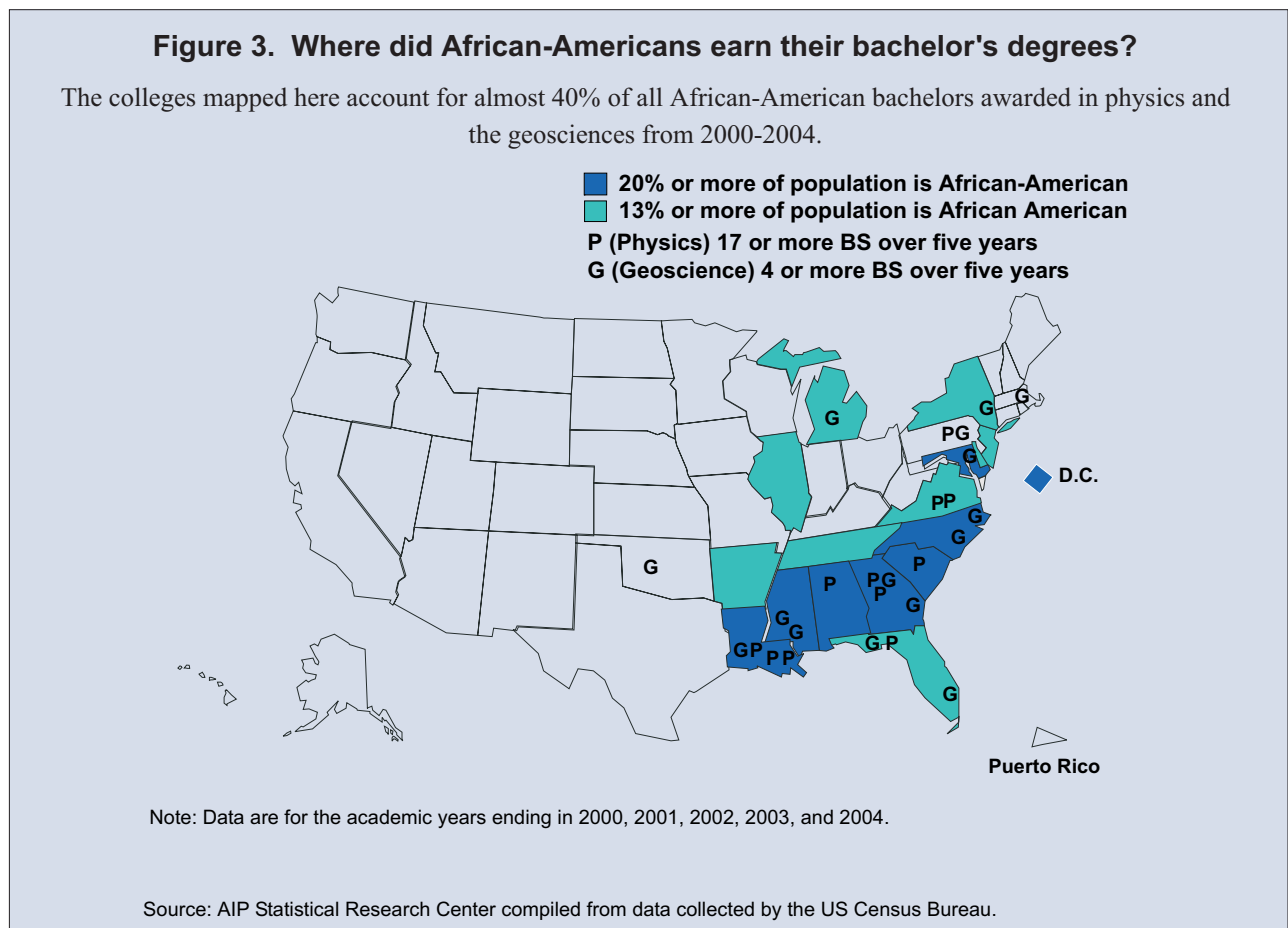 Figure 3.  Where did African-Americans earn their bachelor's degrees?
The colleges mapped here account for almost 40% of all African-American bachelors awarded in physics and
the geosciences from 2000-2004.
20% or more of population is African-American
13% or more of population is African American
P (Physics) 17 or more BS over five years
G (Geoscience) 4 or more BS over five years
G
G
G
PG
G
D.C.
PP
G
G
G
P
PG
P
P
G
G
G
GP
PP
GP
G
Puerto Rico
Note: Data are for the academic years ending in 2000, 2001, 2002, 2003, and 2004.
Source: AIP Statistical Research Center compiled from data collected by the US Census Bureau.